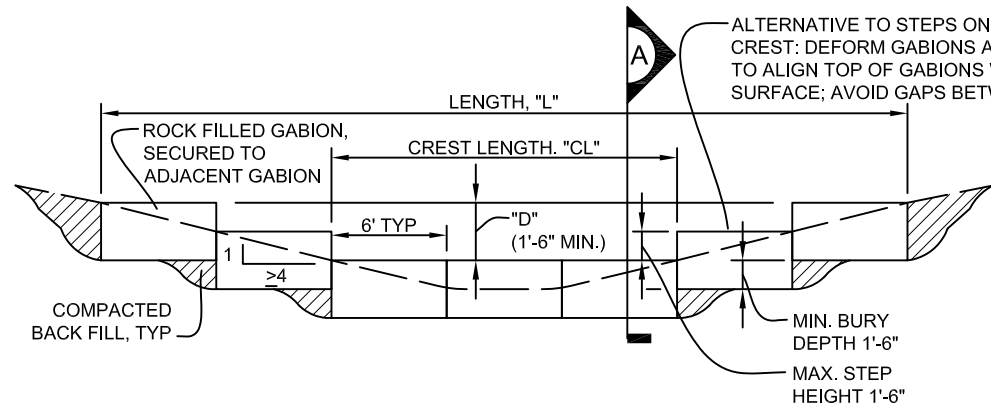 ALTERNATIVE TO STEPS ON
CREST: DEFORM GABIONS A
TO ALIGN TOP OF GABIONS
SURFACE; AVOID GAPS
A
LENGTH, "L"
ROCK FILLED GABION,
SECURED TO
ADJACENT GABION
CREST LENGTH. "CL"
6' TYP
"D"
(1'-6" MIN.)
1
>4
COMPACTED
BACK FILL, TYP
MIN. BURY
DEPTH 1'-6"
MAX. STEP
HEIGHT 1'-6"